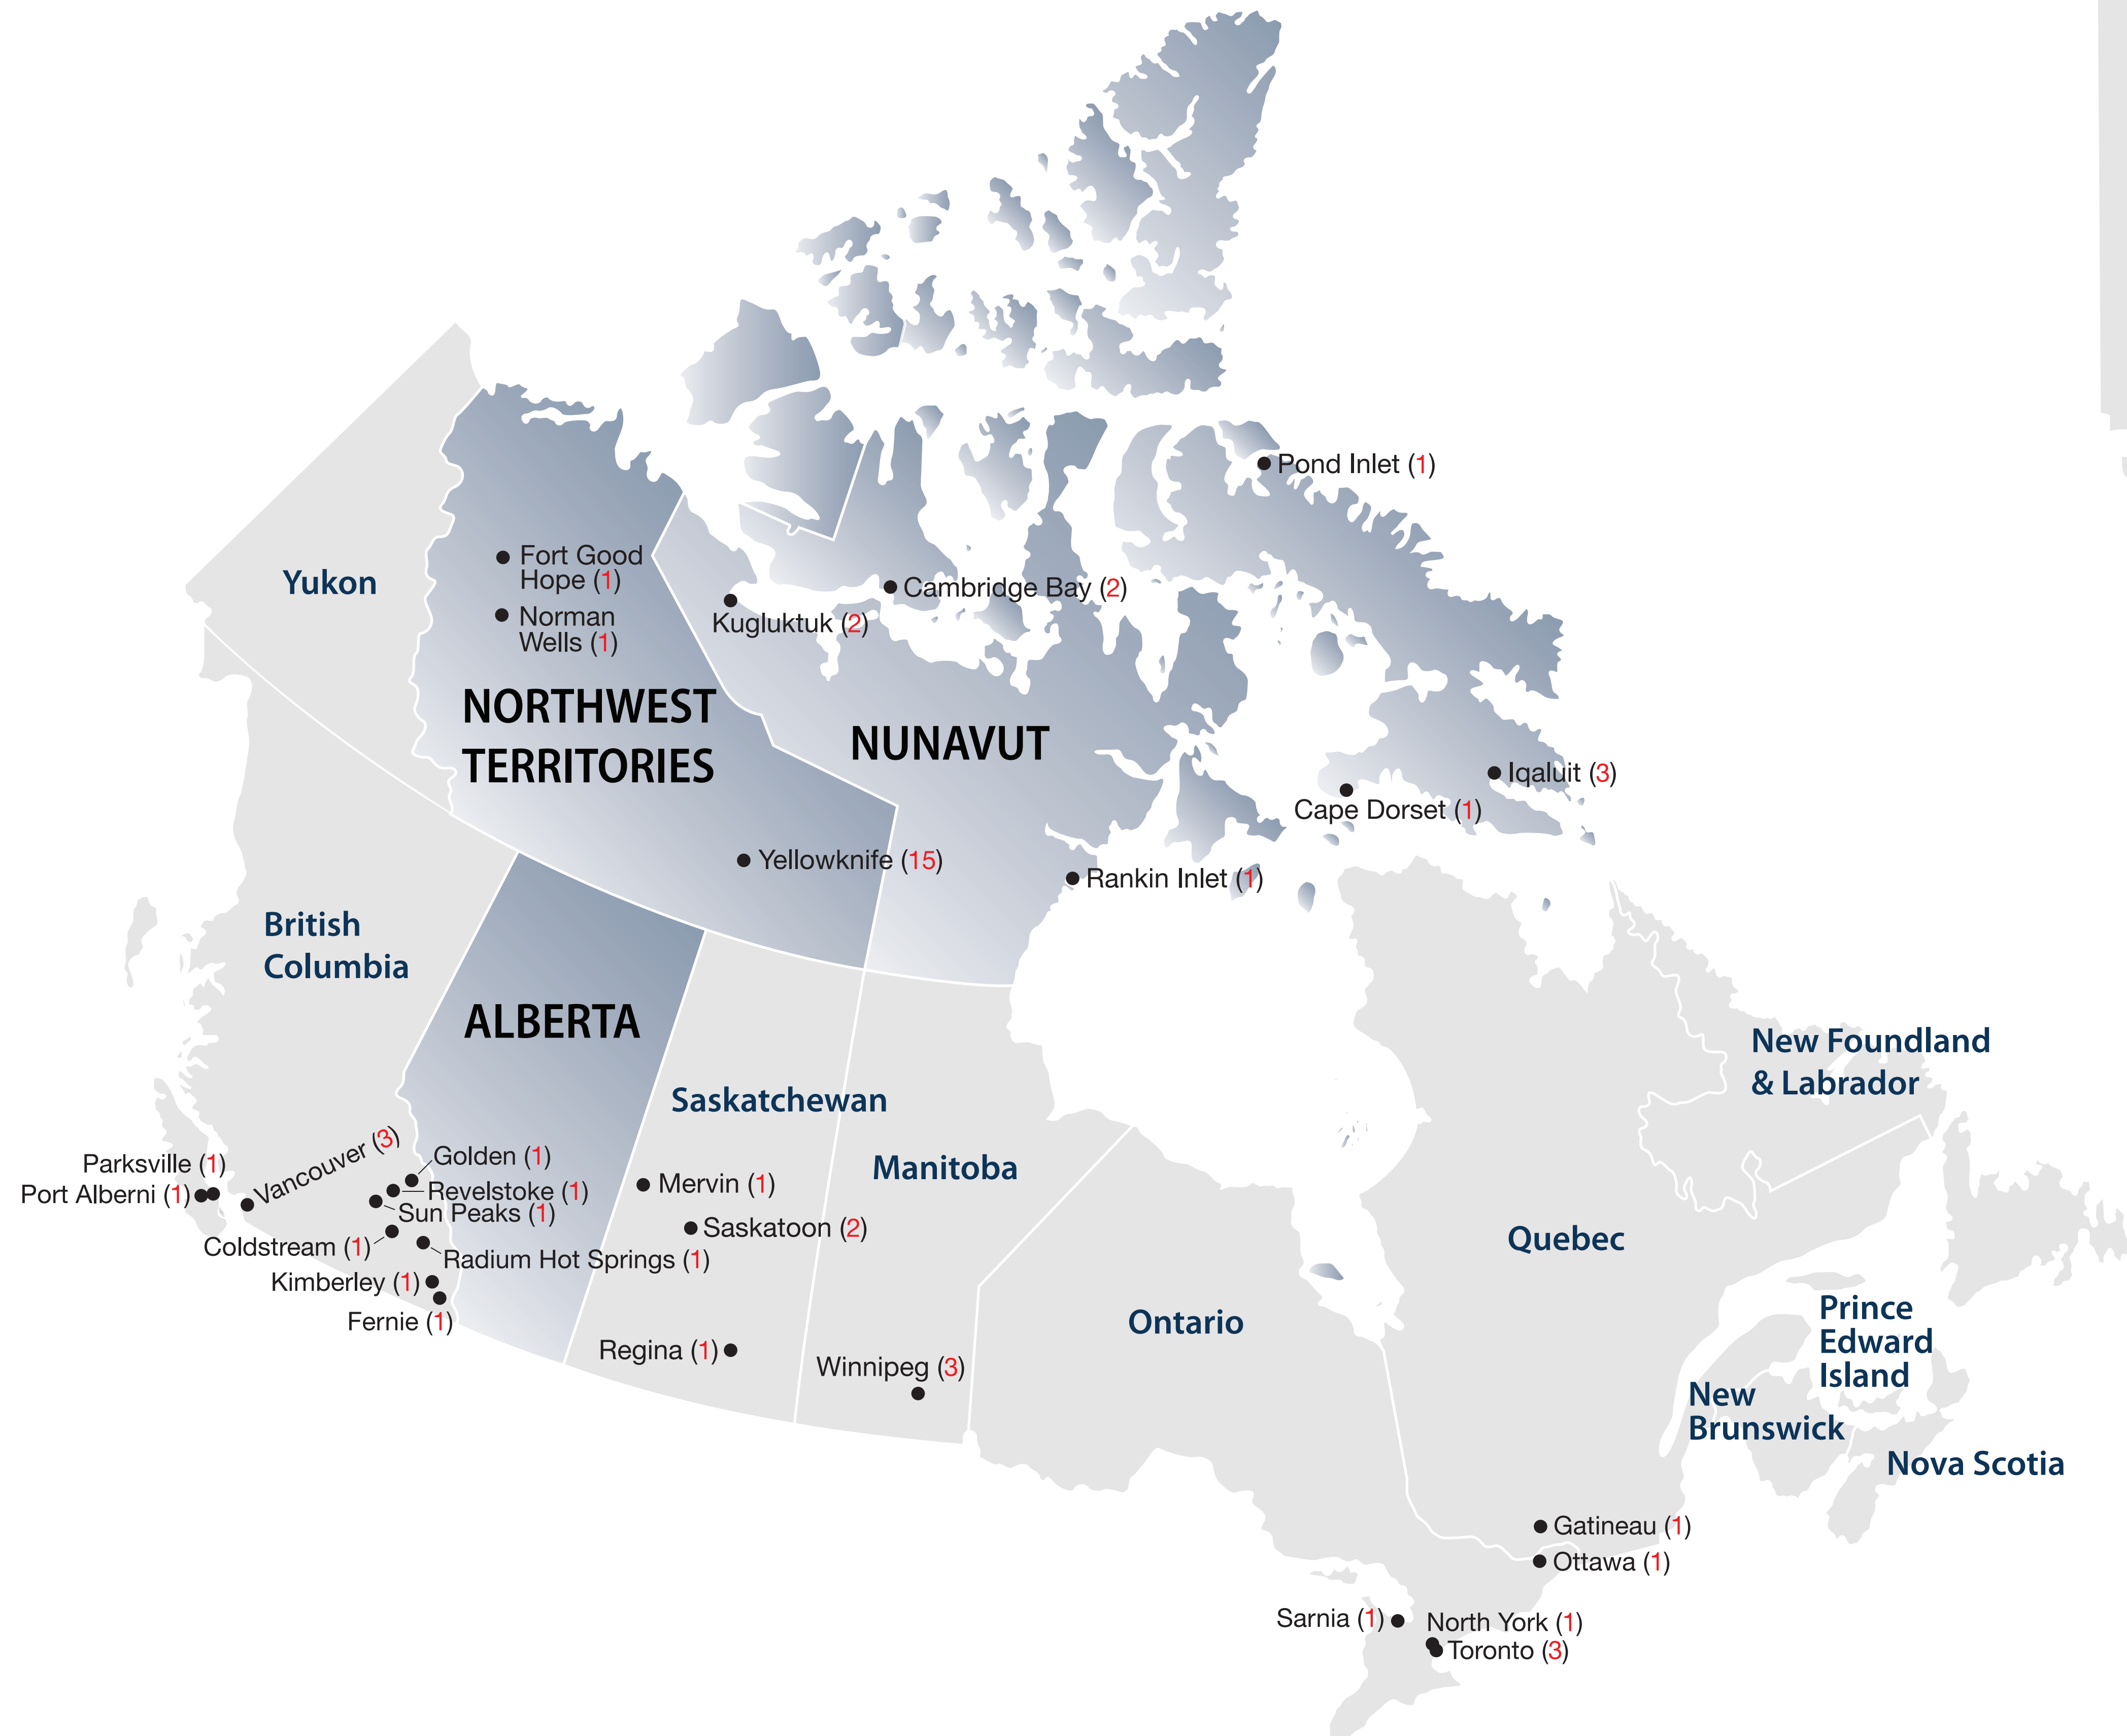 Pond Inlet (1)
Fort Good
Hope (1)
Yukon
Cambridge Bay (2)
Norman
Wells (1)
Kugluktuk (2)
NORTHWEST
TERRITORIES
NUNAVUT
Iqaluit (3)
Cape Dorset (1)
Yellowknife (15)
Rankin Inlet (1)
British
Columbia
ALBERTA
New Foundland
& Labrador
Saskatchewan
Manitoba
Vancouver (3)
Parksville (1)
Port Alberni (1)
Golden (1)
Revelstoke (1)
Sun Peaks (1)
Mervin (1)
Saskatoon (2)
Coldstream (1)
Radium Hot Springs (1)
Kimberley (1)
Fernie (1)
Quebec
Ontario
Prince
Edward
Island
Regina (1)
Winnipeg (3)
New
Brunswick
Nova Scotia
Gatineau (1)
Ottawa (1)
Sarnia (1)
North York (1)
Toronto (3)